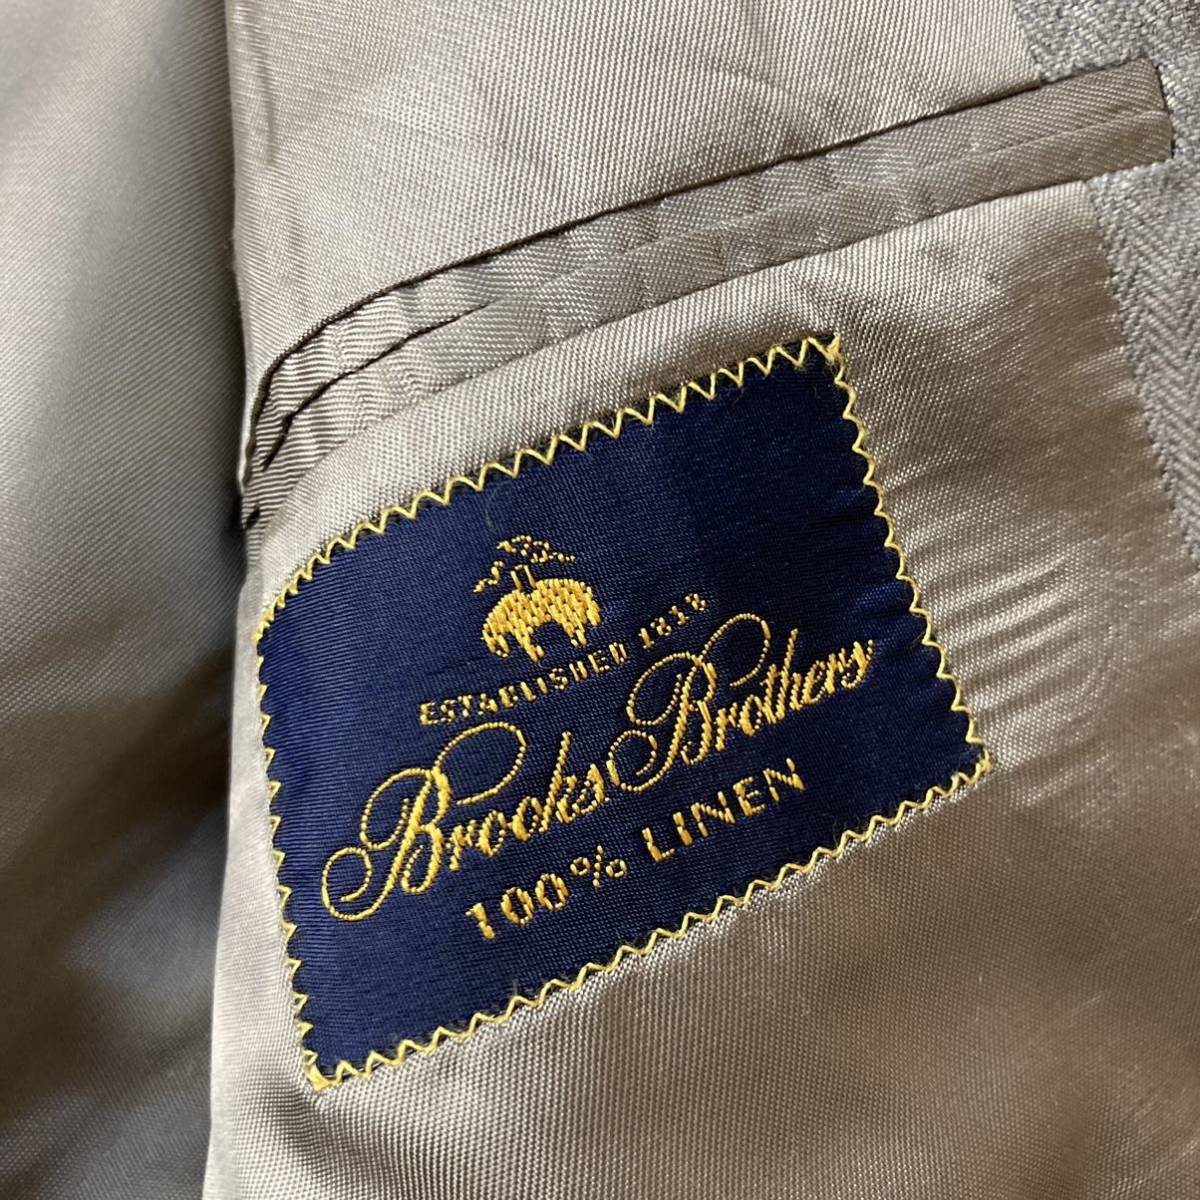 ESTABLISHED 1818
Brooks Brothers
100% LINEN